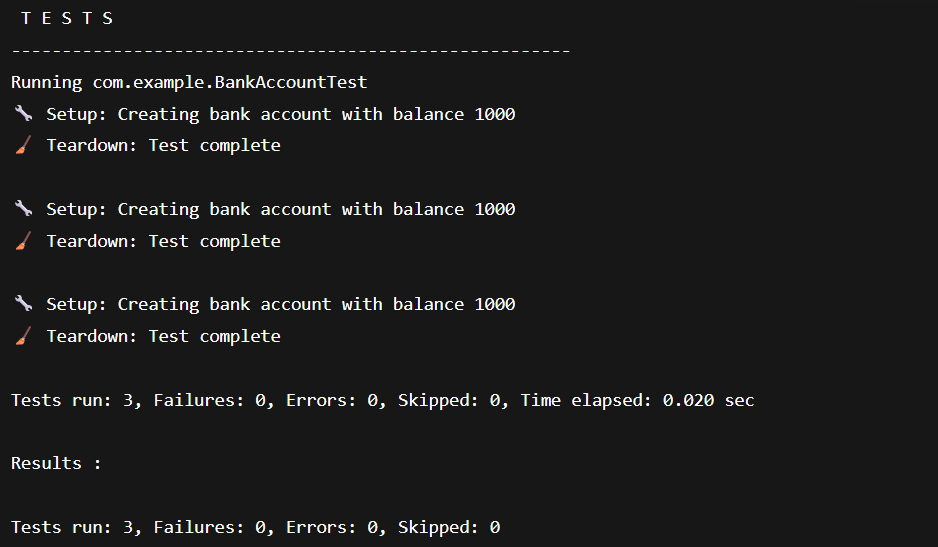 T E S T S
-------------------------------------------------------
Running com.example.BankAccountTest
🔧 Setup: Creating bank account with balance 1000
🧹 Teardown: Test complete
🔧 Setup: Creating bank account with balance 1000
🧹 Teardown: Test complete
🔧 Setup: Creating bank account with balance 1000
🧹 Teardown: Test complete
Tests run: 3, Failures: 0, Errors: 0, Skipped: 0, Time elapsed: 0.020 sec
Results :
Tests run: 3, Failures: 0, Errors: 0, Skipped: 0